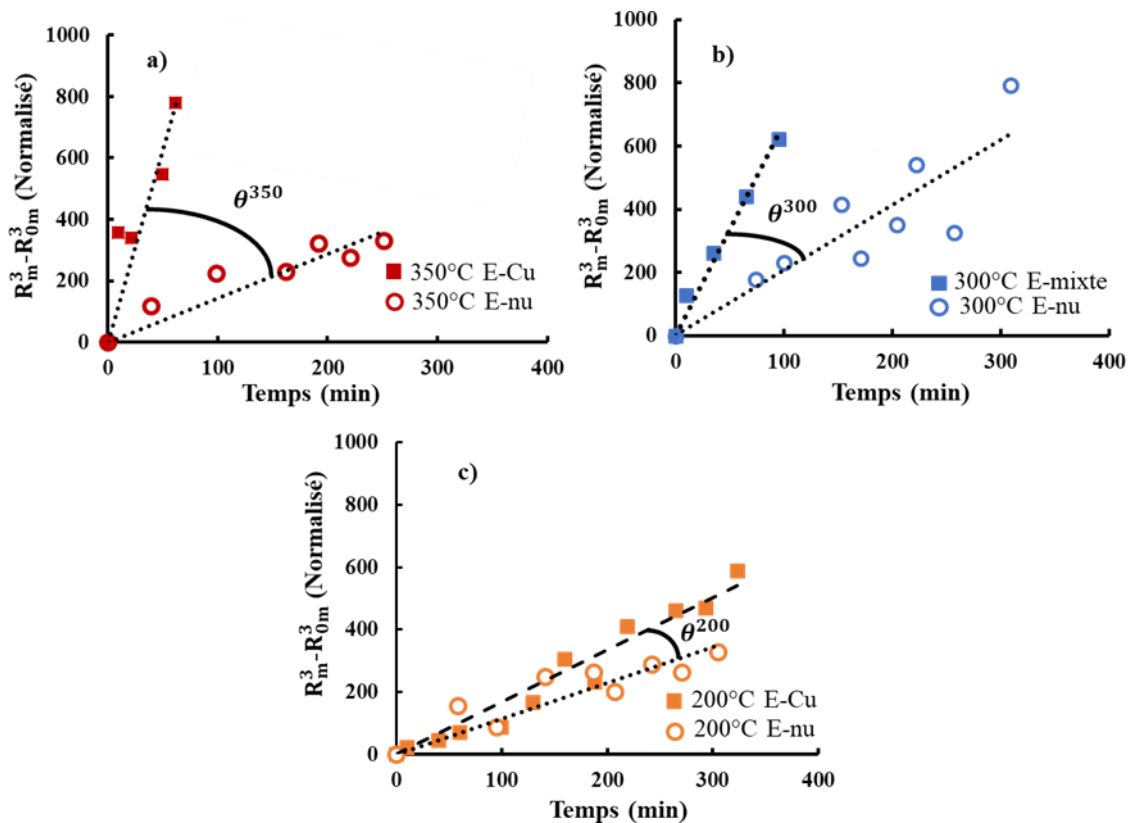 a)
R³ₘ-R³₀ₘ (Normalisé)
1000
800
600
400
200
0
θ³⁵⁰
350°C E-Cu
350°C E-nu
0 100 200 300 400
Temps (min)
b)
R³ₘ-R³₀ₘ (Normalisé)
1000
800
600
400
200
0
θ³⁰⁰
300°C E-mixte
300°C E-nu
0 100 200 300 400
Temps (min)
c)
R³ₘ-R³₀ₘ (Normalisé)
1000
800
600
400
200
0
θ²⁰⁰
200°C E-Cu
200°C E-nu
0 100 200 300 400
Temps (min)